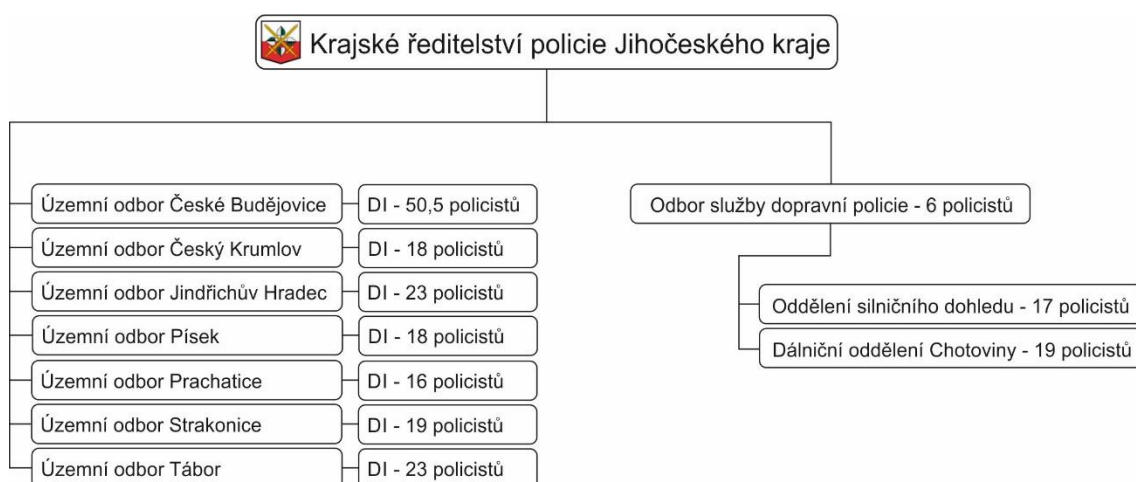 Krajské ředitelství policie Jihočeského kraje
Územní odbor České Budějovice
DI - 50,5 policistů
Územní odbor Český Krumlov
DI - 18 policistů
Územní odbor Jindřichův Hradec
DI - 23 policistů
Územní odbor Písek
DI - 18 policistů
Územní odbor Prachatice
DI - 16 policistů
Územní odbor Strakonice
DI - 19 policistů
Územní odbor Tábor
DI - 23 policistů
Odbor služby dopravní policie - 6 policistů
Oddělení silničního dohledu - 17 policistů
Dálniční oddělení Chotoviny - 19 policistů